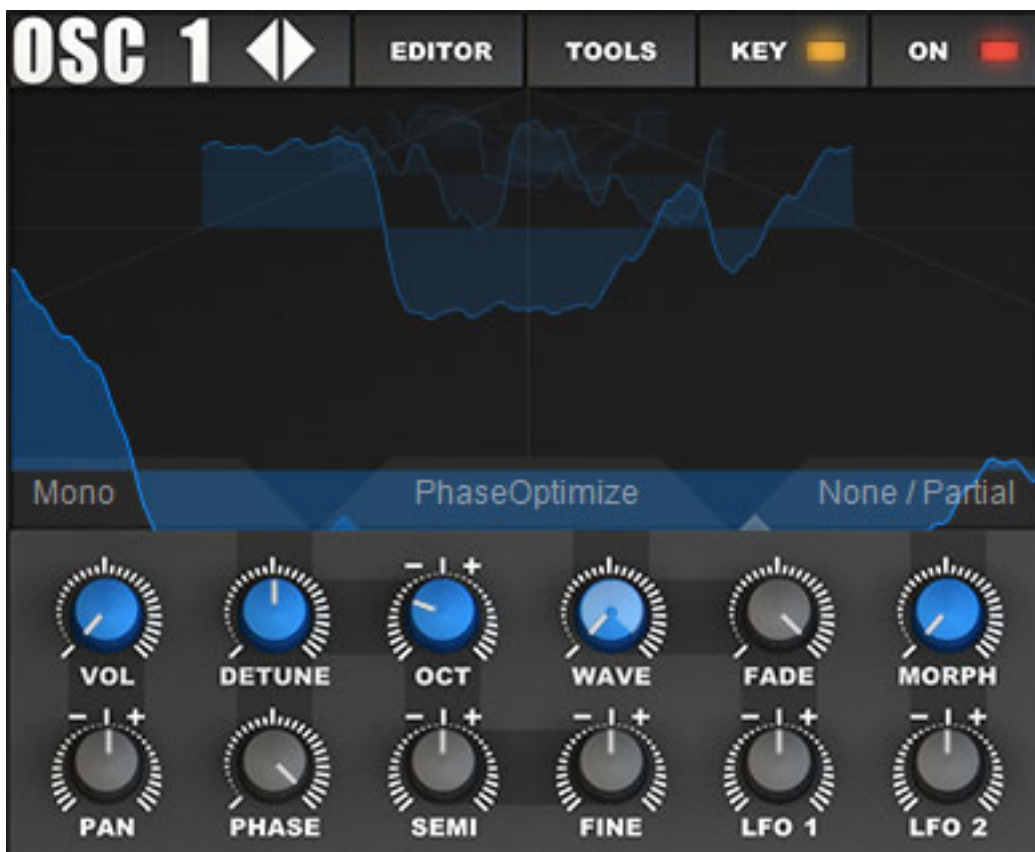 OSC 1 EDITOR TOOLS KEY ON
Mono PhaseOptimize None / Partial
VOL DETUNE OCT WAVE FADE MORPH
PAN PHASE SEMI FINE LFO 1 LFO 2